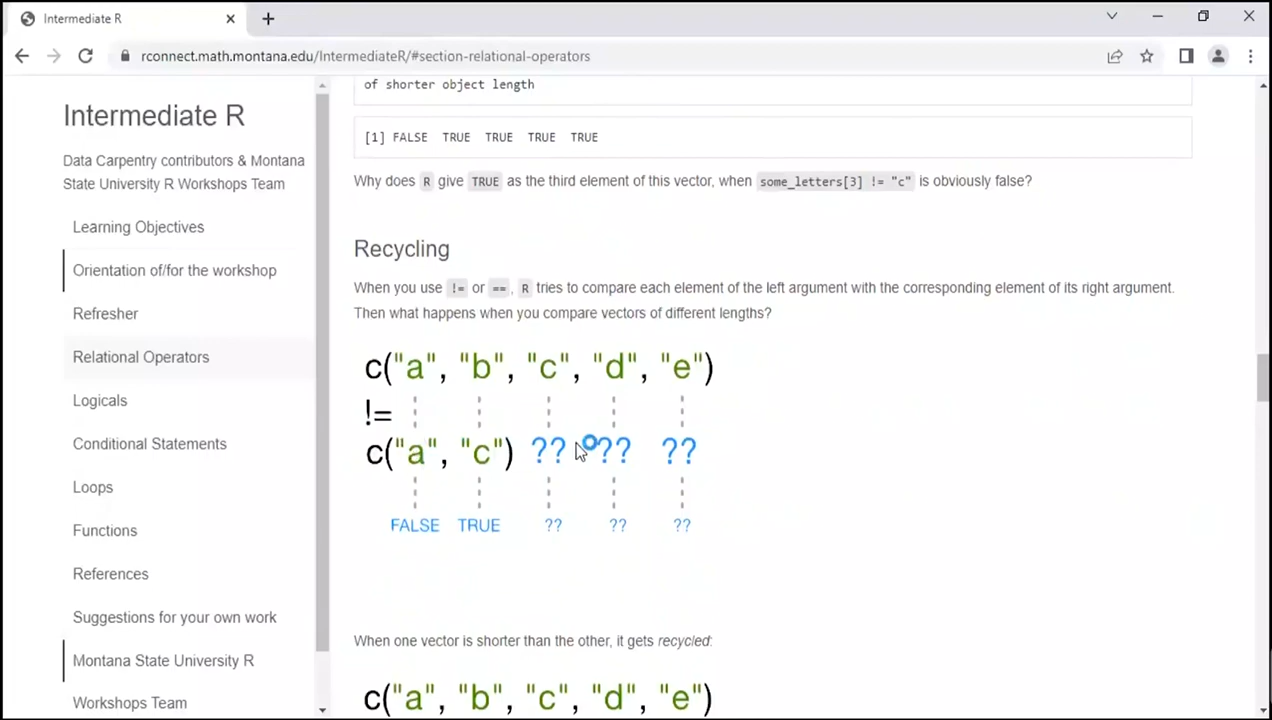 Intermediate R
rconnect.math.montana.edu/IntermediateR/#section-relational-operators
Intermediate R
Data Carpentry contributors & Montana
State University R Workshops Team
Learning Objectives
Orientation of/for the workshop
Refresher
Relational Operators
Logicals
Conditional Statements
Loops
Functions
References
Suggestions for your own work
Montana State University R
Workshops Team
of shorter object length
[1] FALSE TRUE TRUE TRUE TRUE
Why does R give TRUE as the third element of this vector, when some_letters[3] != "c" is obviously false?
Recycling
When you use != or ==, R tries to compare each element of the left argument with the corresponding element of its right argument.
Then what happens when you compare vectors of different lengths?
c("a", "b", "c", "d", "e")
!=
c("a", "c") ?? ?? ??
FALSE TRUE ?? ?? ??
When one vector is shorter than the other, it gets recycled:
c("a", "b", "c", "d", "e")